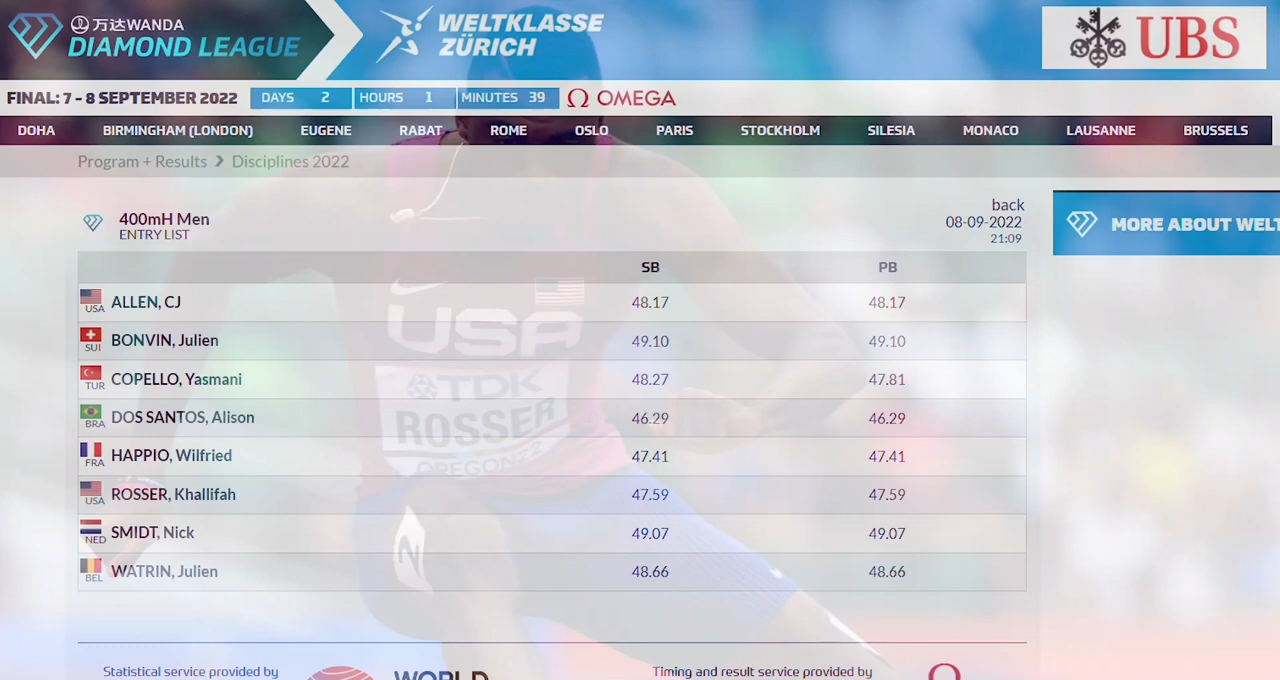 万达WANDA
DIAMOND LEAGUE
WELTKLASSE
ZÜRICH
UBS
FINAL: 7 - 8 SEPTEMBER 2022 DAYS 2 HOURS 1 MINUTES 39 OMEGA
DOHA BIRMINGHAM (LONDON) EUGENE RABAT ROME OSLO PARIS STOCKHOLM SILESIA MONACO LAUSANNE BRUSSELS
Program + Results > Disciplines 2022
back
400mH Men 08-09-2022
ENTRY LIST 21:09
MORE ABOUT WELT
SB PB
USA ALLEN, CJ 48.17 48.17
SUI BONVIN, Julien 49.10 49.10
TUR COPELLO, Yasmani 48.27 47.81
BRA DOS SANTOS, Alison 46.29 46.29
FRA HAPPIO, Wilfried 47.41 47.41
USA ROSSER, Khallifah 47.59 47.59
NED SMIDT, Nick 49.07 49.07
BEL WATRIN, Julien 48.66 48.66
USA
TDK
ROSSER
OREGON22
2
Statistical service provided by WORLD Timing and result service provided by